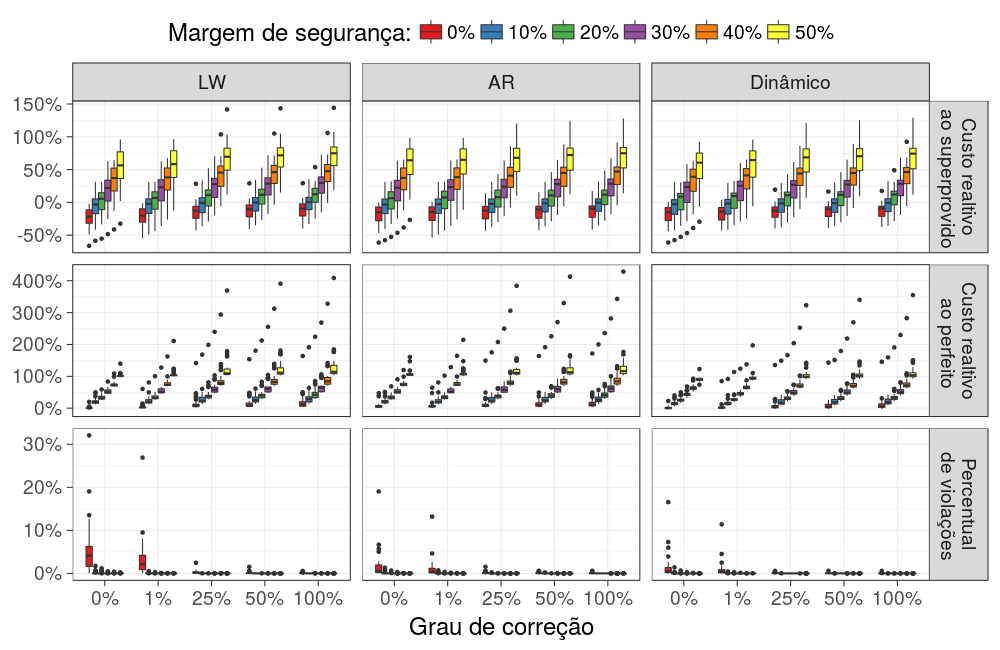 Margem de segurança: 0% 10% 20% 30% 40% 50%
LW AR Dinâmico
150%
100%
50%
0%
-50%
Custo realtivo
ao superprovido
400%
300%
200%
100%
0%
Custo realtivo
ao perfeito
30%
20%
10%
0%
Percentual
de violações
0% 1% 25% 50% 100% 0% 1% 25% 50% 100% 0% 1% 25% 50% 100%
Grau de correção